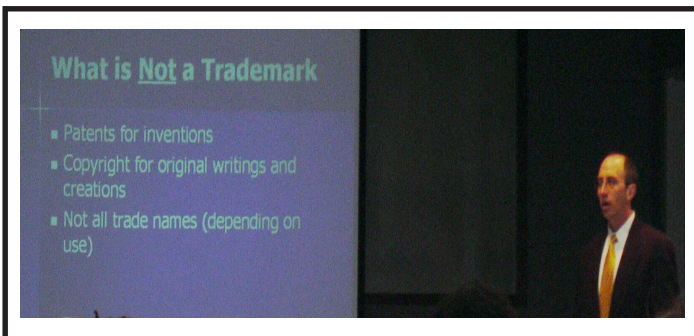 What is Not a Trademark
Patents for inventions
Copyright for original writings and
creations
Not all trade names (depending on
use)